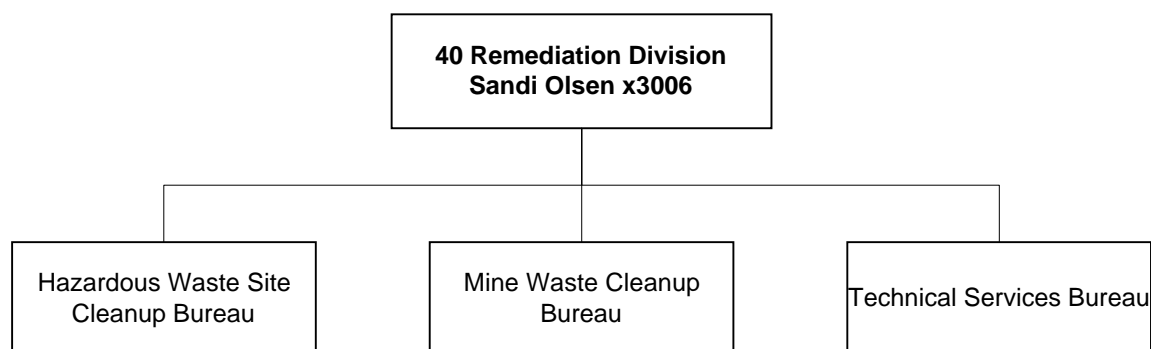 40 Remediation Division
Sandi Olsen x3006
Hazardous Waste Site
Cleanup Bureau
Mine Waste Cleanup
Bureau
Technical Services Bureau